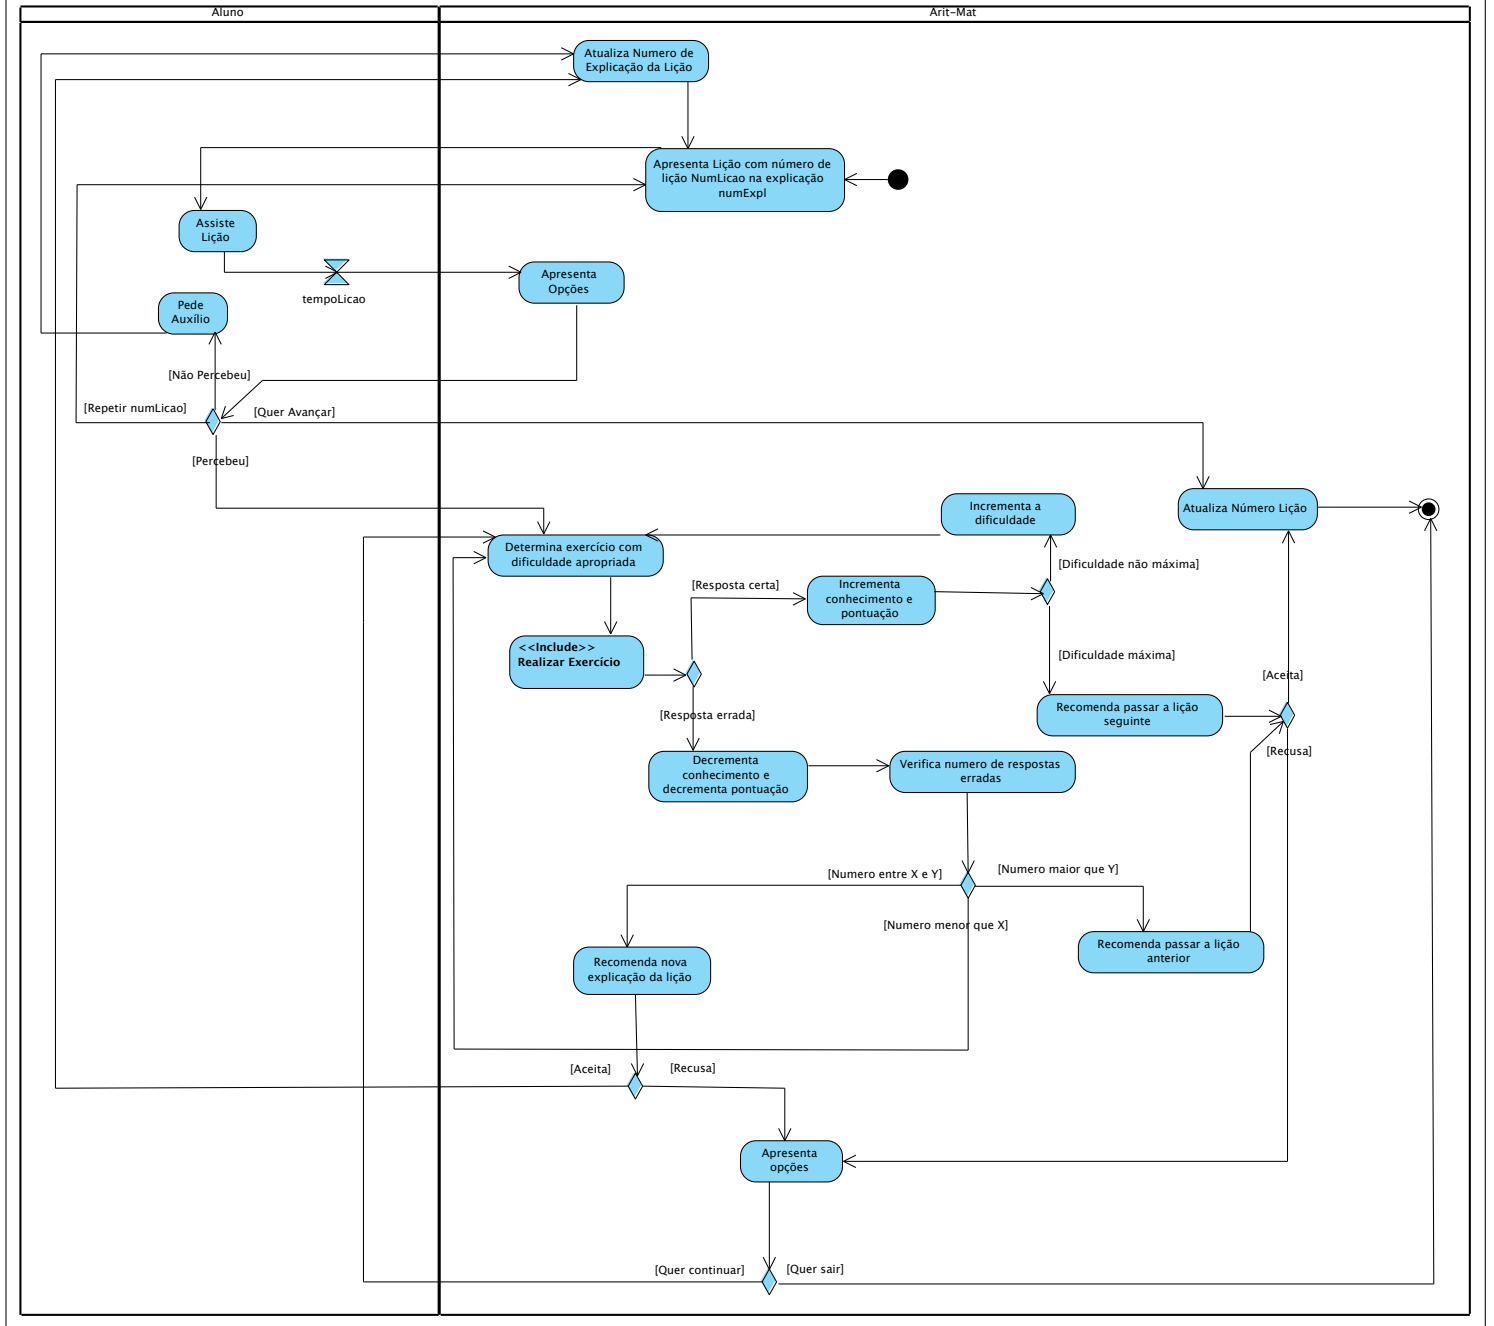 Aluno
Arit-Mat
Atualiza Numero de
Explicação da Lição
Apresenta Lição com número de
lição NumLicao na explicação
numExpl
Assiste
Lição
tempoLicao
Apresenta
Opções
Pede
Auxílio
[Não Percebeu]
[Repetir numLicao]
[Quer Avançar]
[Percebeu]
Atualiza Número Lição
Incrementa a
dificuldade
Determina exercício com
dificuldade apropriada
[Dificuldade não máxima]
[Resposta certa]
Incrementa
conhecimento e
pontuação
<<Include>>
Realizar Exercício
[Dificuldade máxima]
[Aceita]
[Resposta errada]
Recomenda passar a lição
seguinte
[Recusa]
Decrementa
conhecimento e
decrementa pontuação
Verifica numero de respostas
erradas
[Numero entre X e Y]
[Numero maior que Y]
[Numero menor que X]
Recomenda passar a lição
anterior
Recomenda nova
explicação da lição
[Aceita]
[Recusa]
Apresenta
opções
[Quer continuar]
[Quer sair]